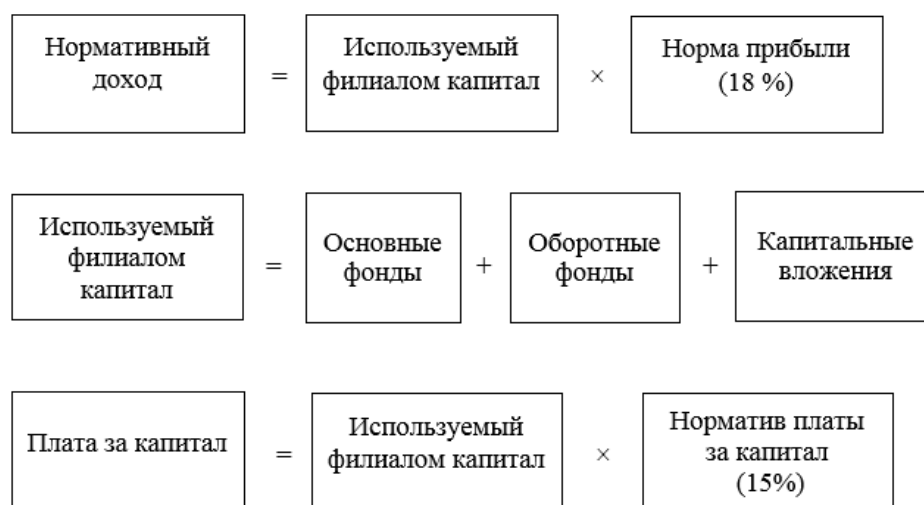 Нормативный
доход
=
Используемый
филиалом капитал
×
Норма прибыли
(18 %)
Используемый
филиалом
капитал
=
Основные
фонды
+
Оборотные
фонды
+
Капитальные
вложения
Плата за капитал
=
Используемый
филиалом капитал
×
Норматив платы
за капитал
(15%)